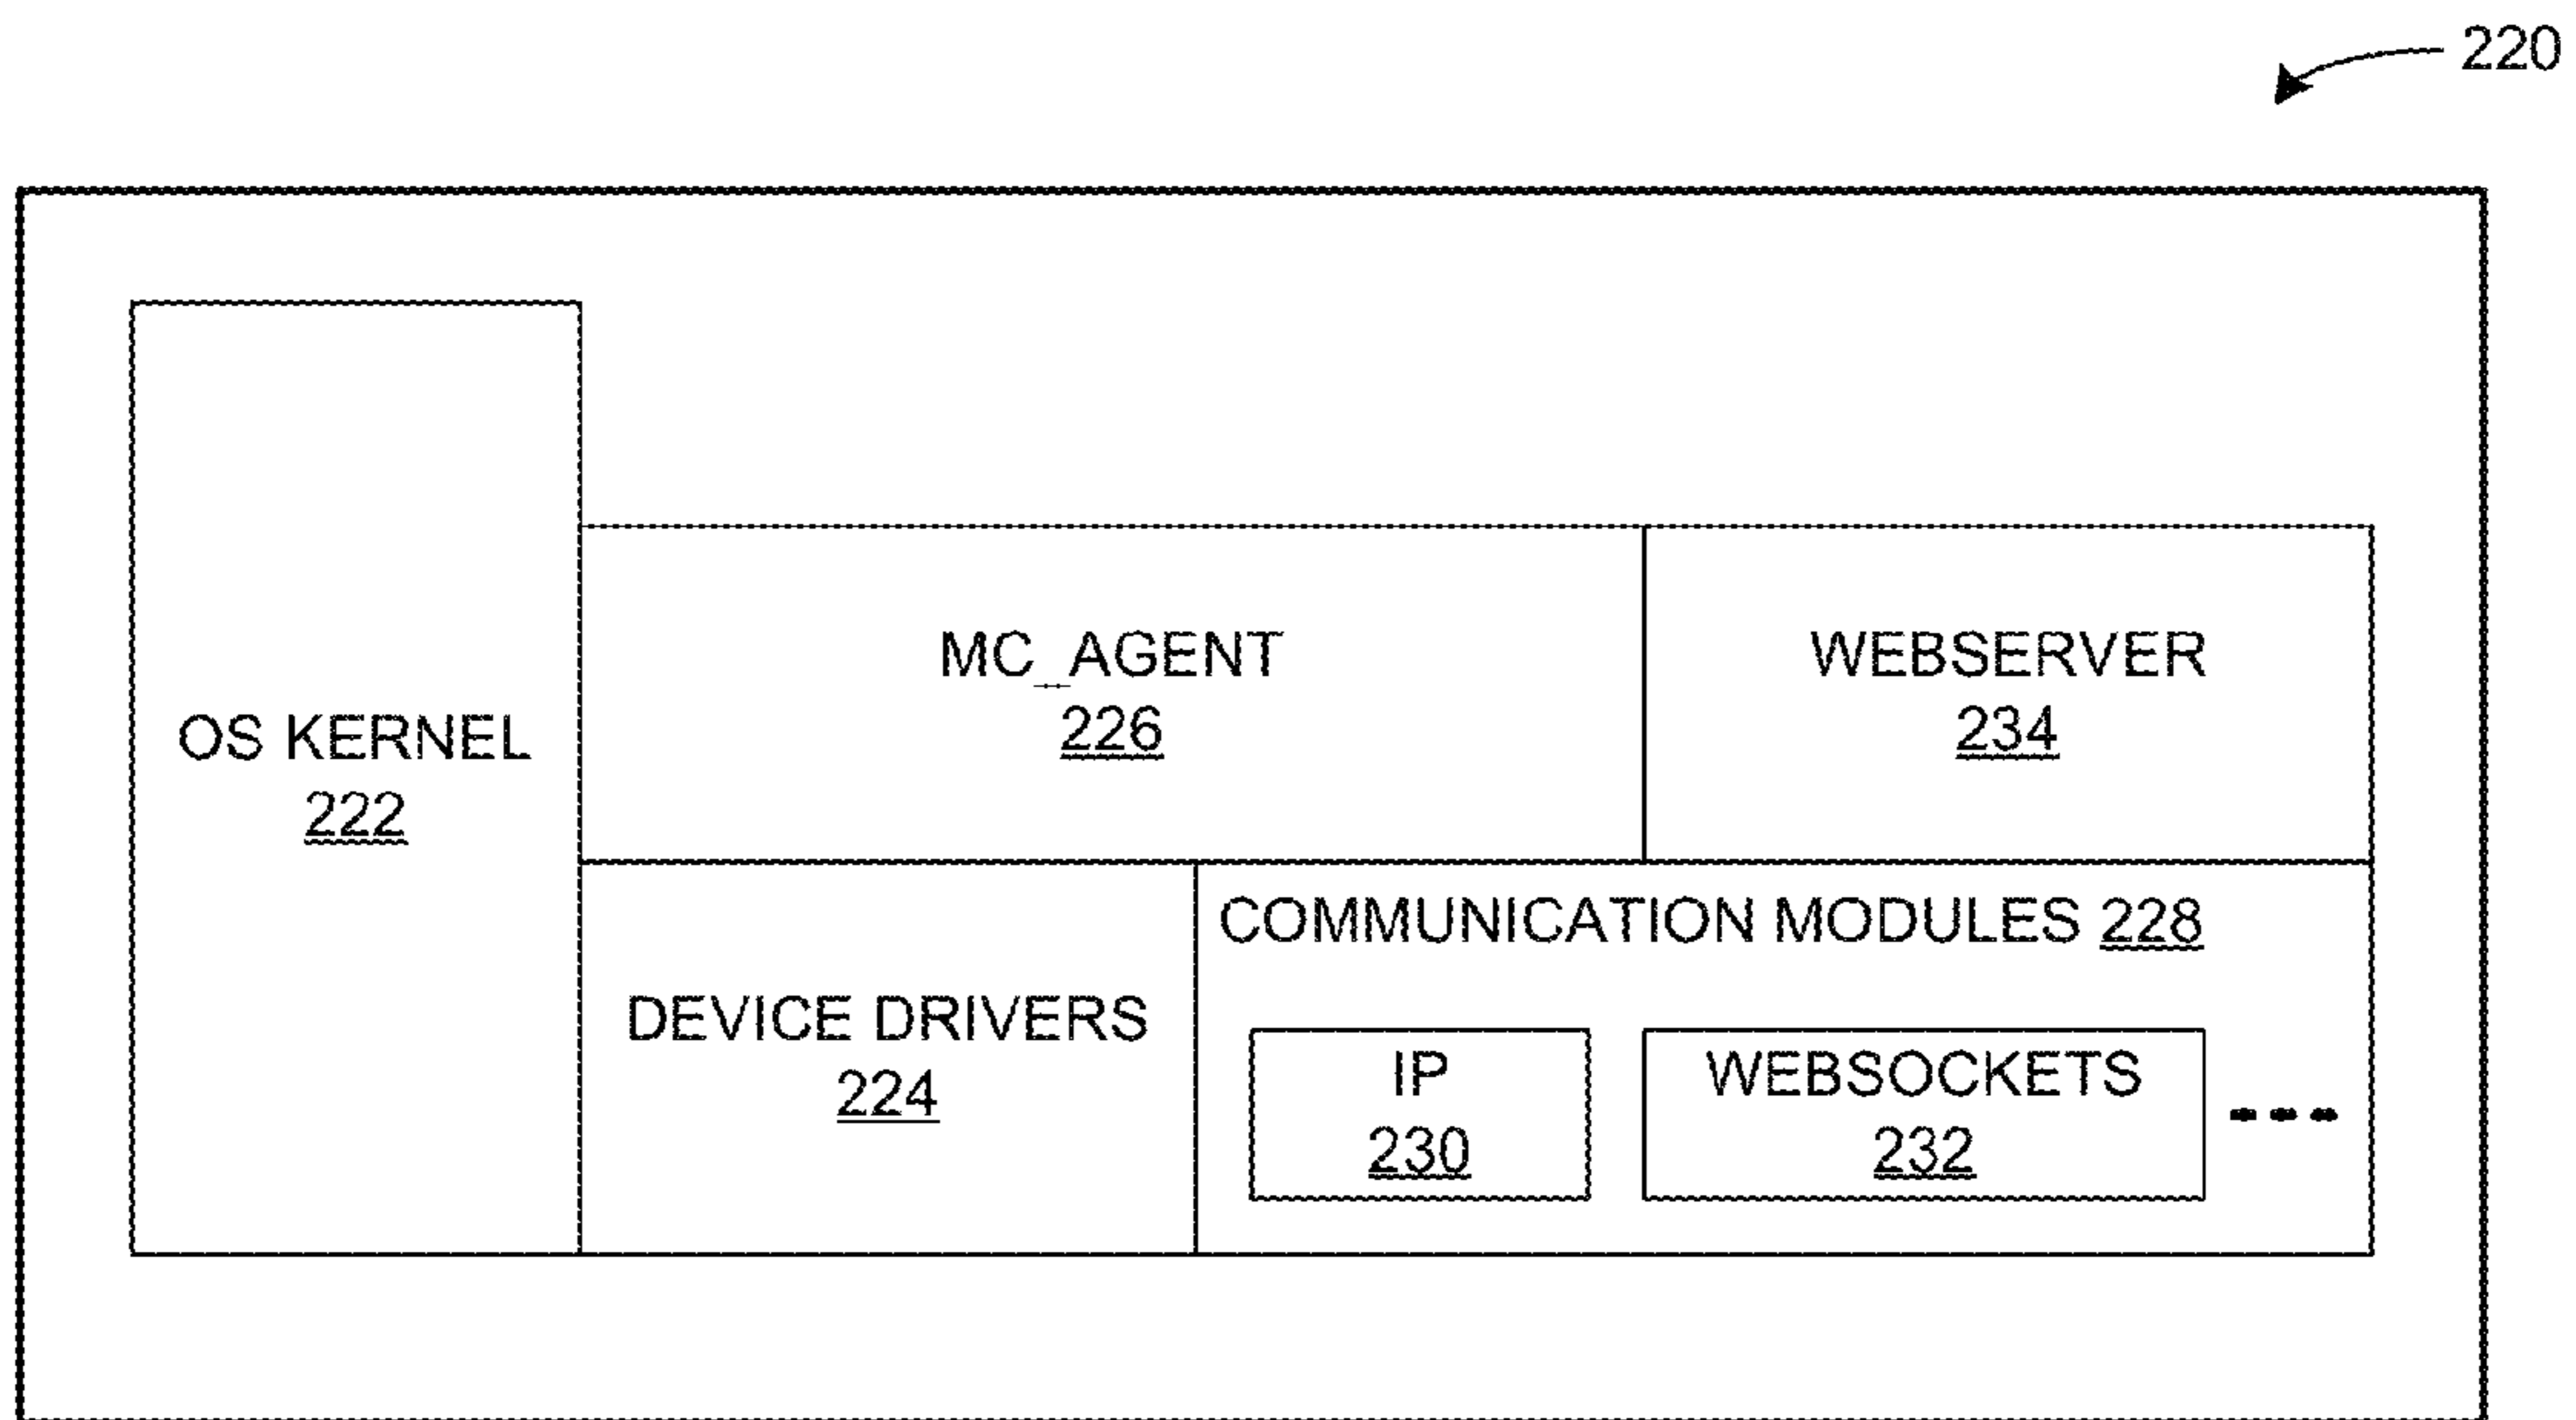 220
OS KERNEL
222
MC_AGENT
226
WEBSERVER
234
DEVICE DRIVERS
224
COMMUNICATION MODULES 228
IP
230
WEBSOCKETS
232